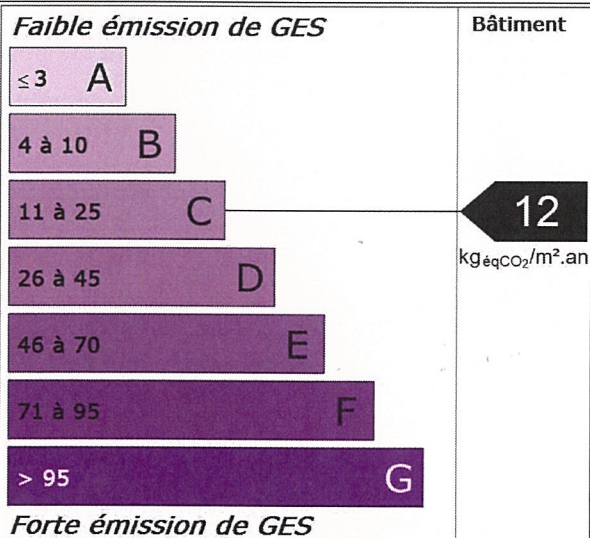 Faible émission de GES
Bâtiment
≤ 3 A
4 à 10 B
11 à 25 C
12
kgéqCO₂/m².an
26 à 45 D
46 à 70 E
71 à 95 F
> 95 G
Forte émission de GES